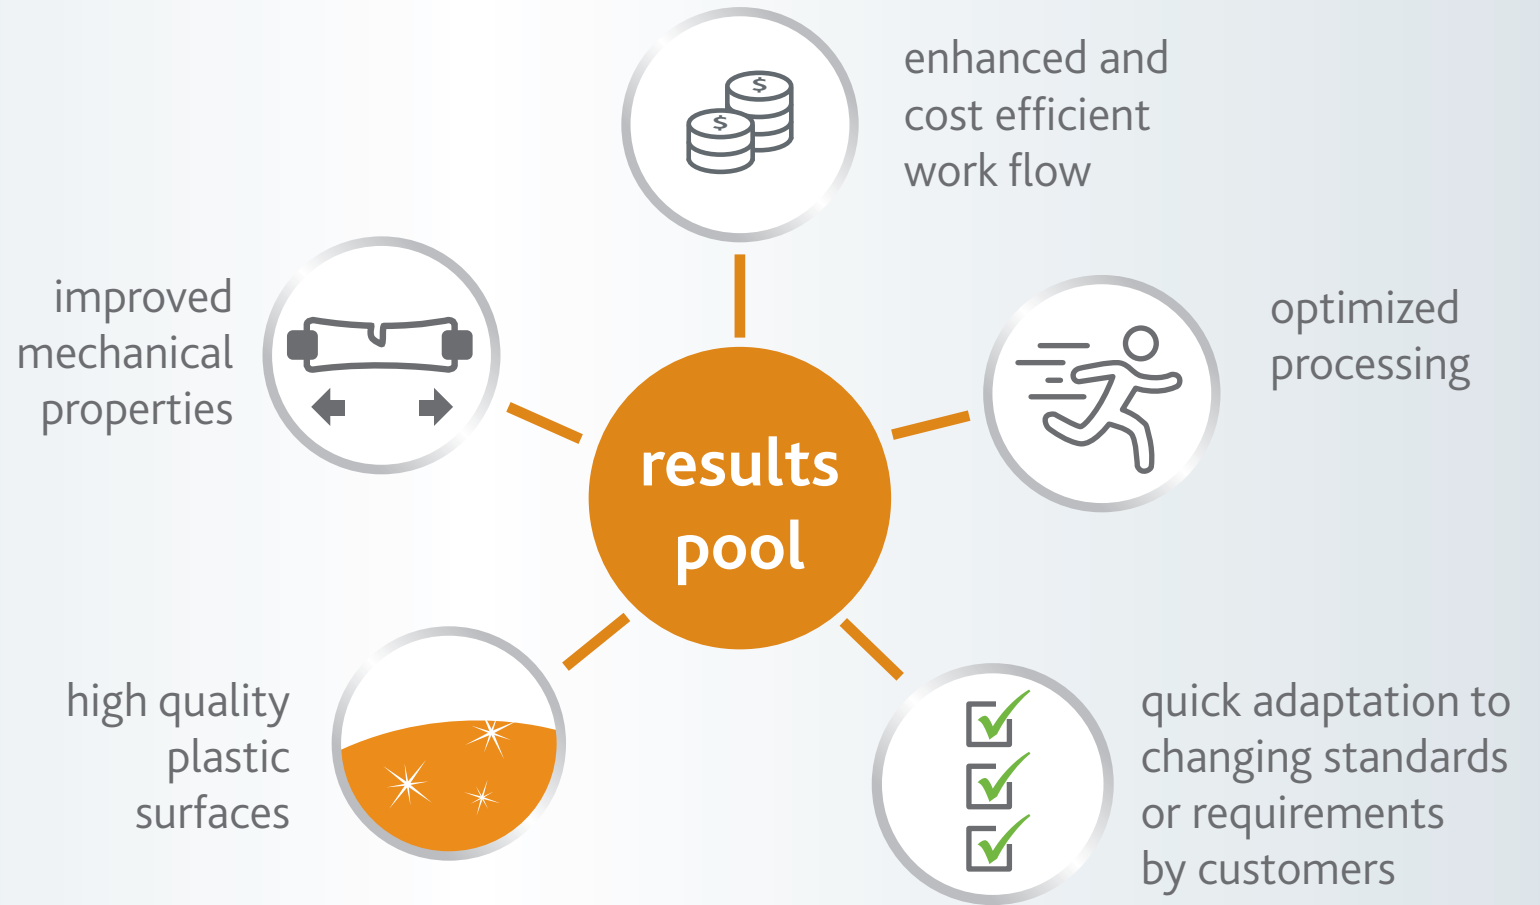 $
$
enhanced and
cost efficient
work flow
improved
mechanical
properties
optimized
processing
results
pool
high quality
plastic
surfaces
quick adaptation to
changing standards
or requirements
by customers